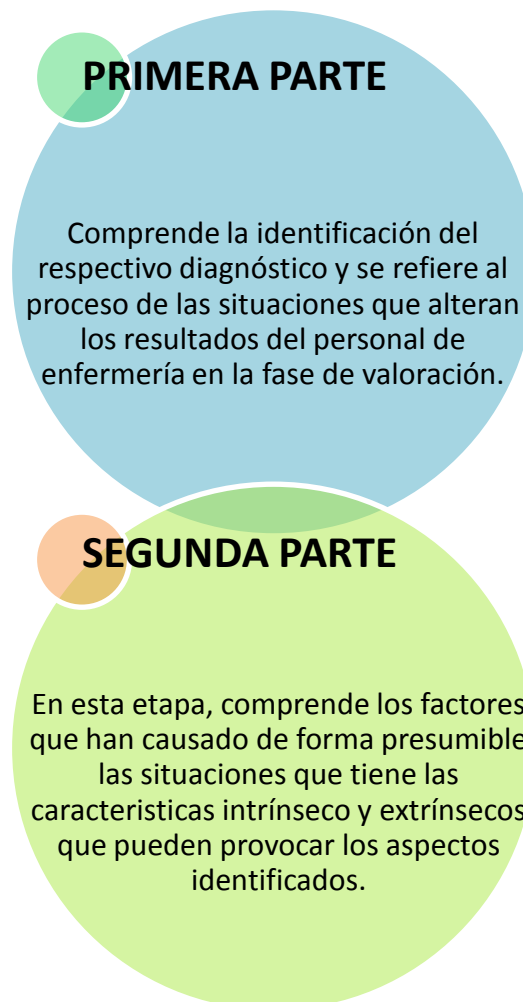 PRIMERA PARTE
Comprende la identificación del
respectivo diagnóstico y se refiere al
proceso de las situaciones que alteran
los resultados del personal de
enfermería en la fase de valoración.
SEGUNDA PARTE
En esta etapa, comprende los factores
que han causado de forma presumible
las situaciones que tiene las
caracteristicas intrínseco y extrínsecos
que pueden provocar los aspectos
identificados.